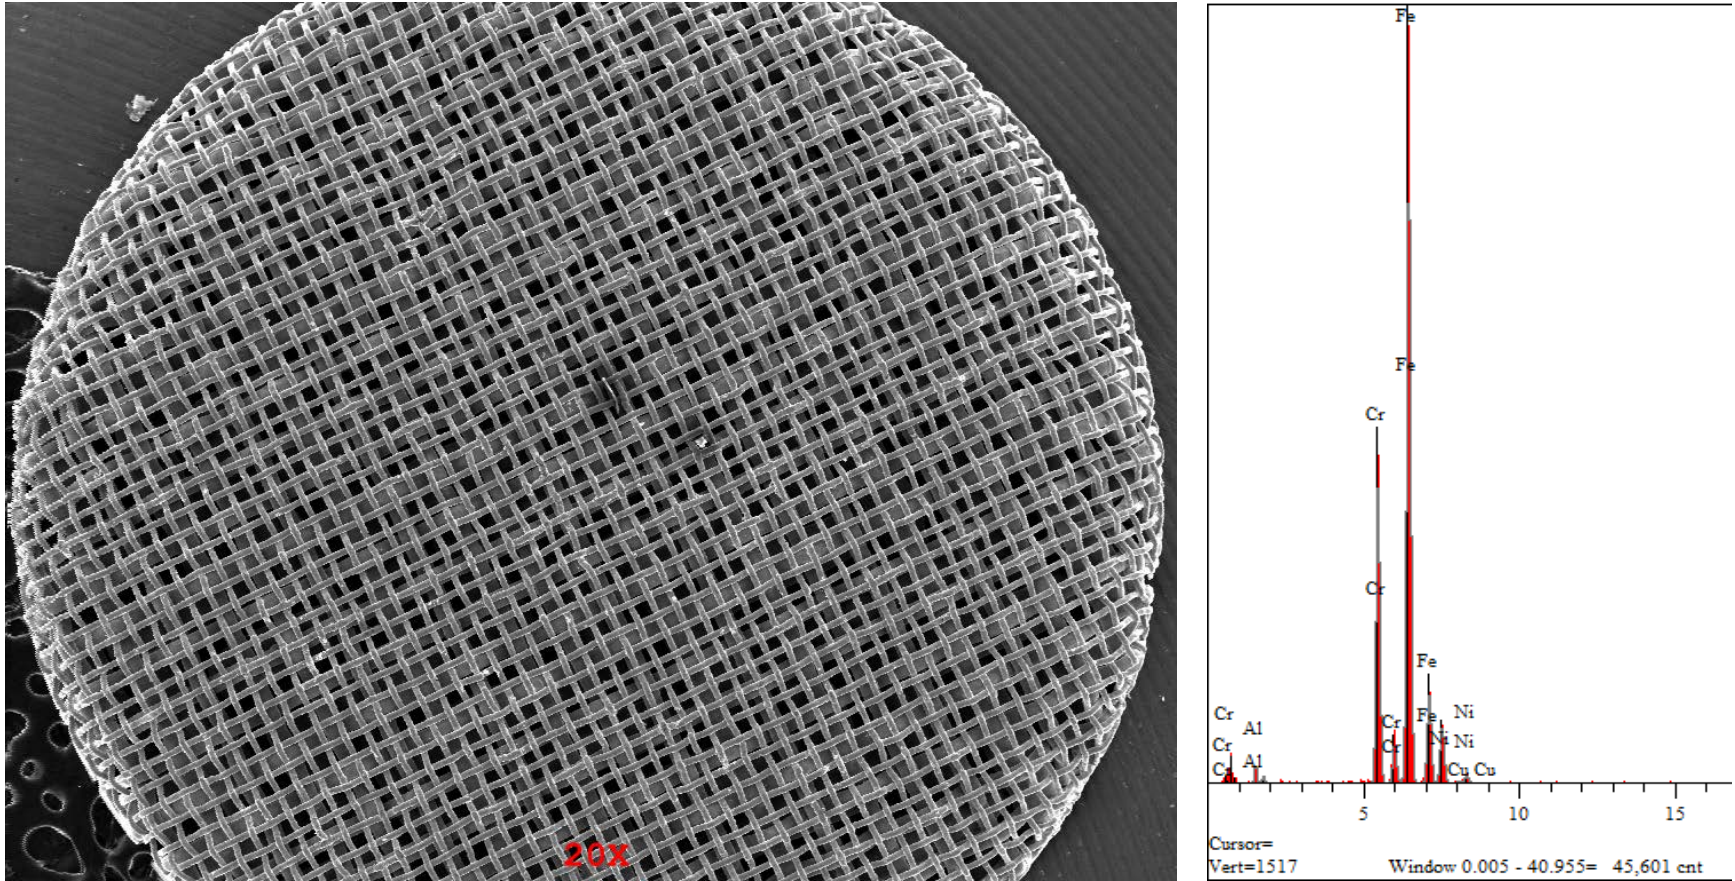 20X
Fe
Fe
Cr
Cr
Fe
Cr
Al
Cr
Fe
Ni
Cr
Al
Cr
Ni
Ni
Cr
Al
Cu
Cu
5
10
15
Cursor=
Vert=1517
Window 0.005 - 40.955= 45,601 cnt